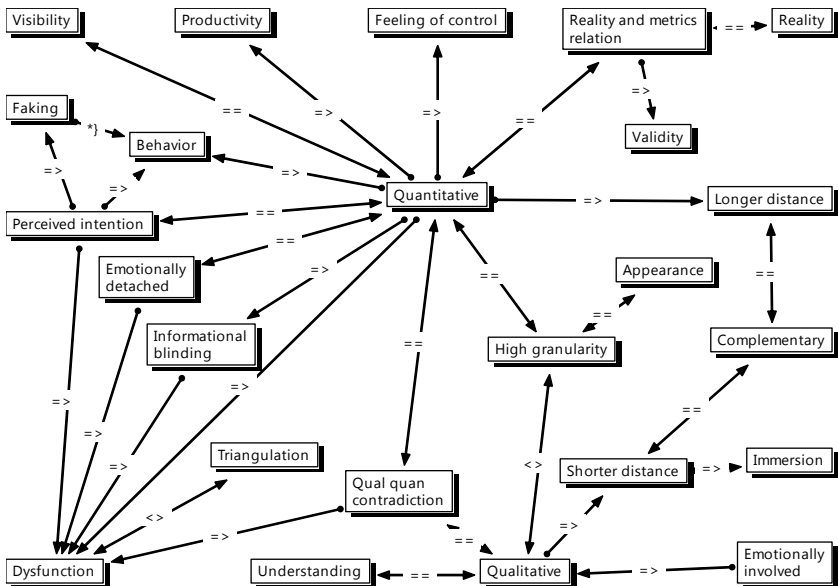 Visibility
Productivity
Feeling of control
Reality and metrics
relation
==
Reality
Faking
*}
Behavior
==
=>
=>
==
=>
Validity
=>
=>
=>
Quantitative
=>
Longer distance
Perceived intention
==
==
Emotionally
detached
=>
==
Appearance
==
==
Informational
blinding
==
High granularity
Complementary
=>
=>
==
=>
Triangulation
=>
<>
Shorter distance
=>
Immersion
Qual quan
contradiction
<>
=>
==
=>
Dysfunction
Understanding
==
Qualitative
=>
Emotionally
involved